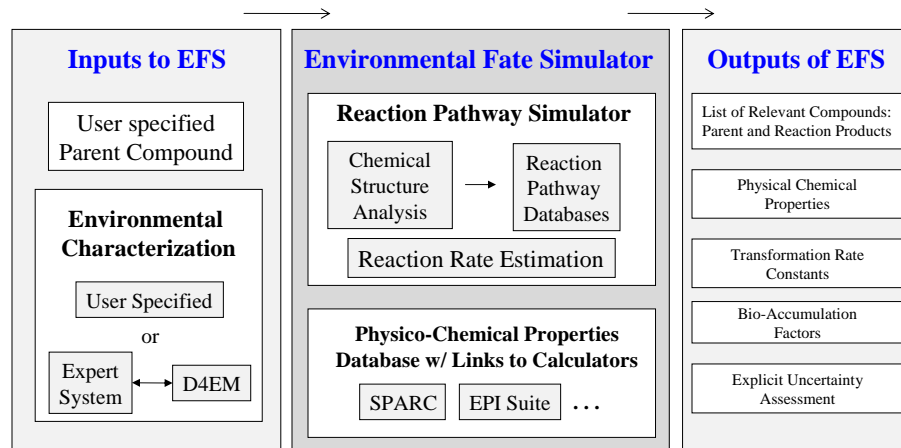 Inputs to EFS
User specified
Parent Compound
Environmental
Characterization
User Specified
or
Expert
System
D4EM
Environmental Fate Simulator
Reaction Pathway Simulator
Chemical
Structure
Analysis
Reaction
Pathway
Databases
Reaction Rate Estimation
Physico-Chemical Properties
Database w/ Links to Calculators
SPARC
EPI Suite
...
Outputs of EFS
List of Relevant Compounds:
Parent and Reaction Products
Physical Chemical
Properties
Transformation Rate
Constants
Bio-Accumulation
Factors
Explicit Uncertainty
Assessment